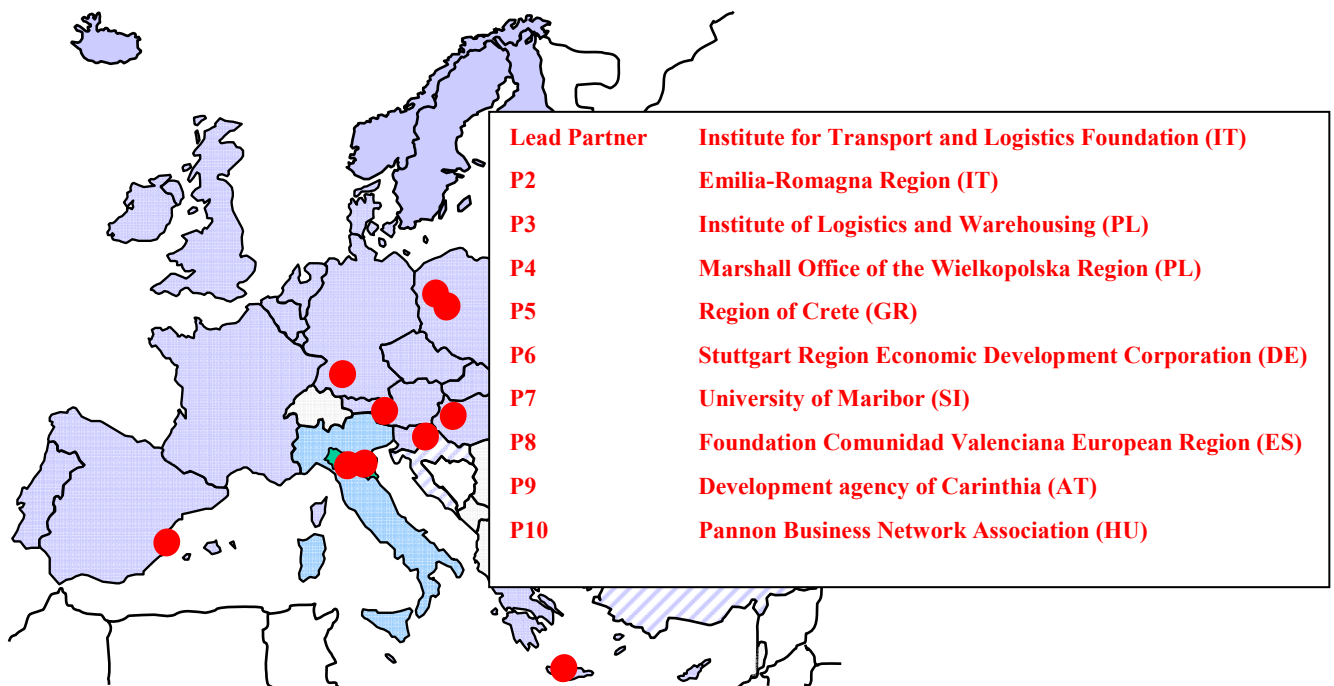 Lead Partner Institute for Transport and Logistics Foundation (IT)
P2 Emilia-Romagna Region (IT)
P3 Institute of Logistics and Warehousing (PL)
P4 Marshall Office of the Wielkopolska Region (PL)
P5 Region of Crete (GR)
P6 Stuttgart Region Economic Development Corporation (DE)
P7 University of Maribor (SI)
P8 Foundation Comunidad Valenciana European Region (ES)
P9 Development agency of Carinthia (AT)
P10 Pannon Business Network Association (HU)